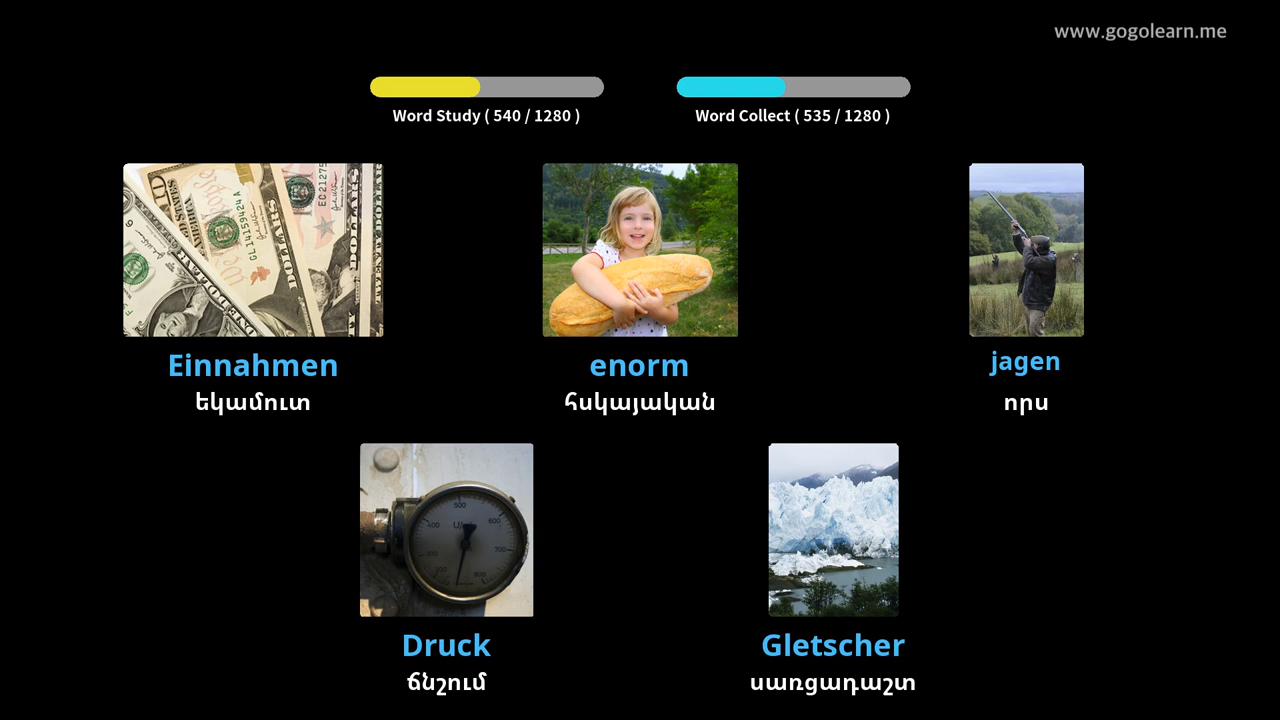 www.gogolearn.me
Word Study ( 540 / 1280 )
Word Collect ( 535 / 1280 )
Einnahmen
եկամուտ
enorm
հսկայական
jagen
որս
Druck
ճնշում
Gletscher
սառցադաշտ